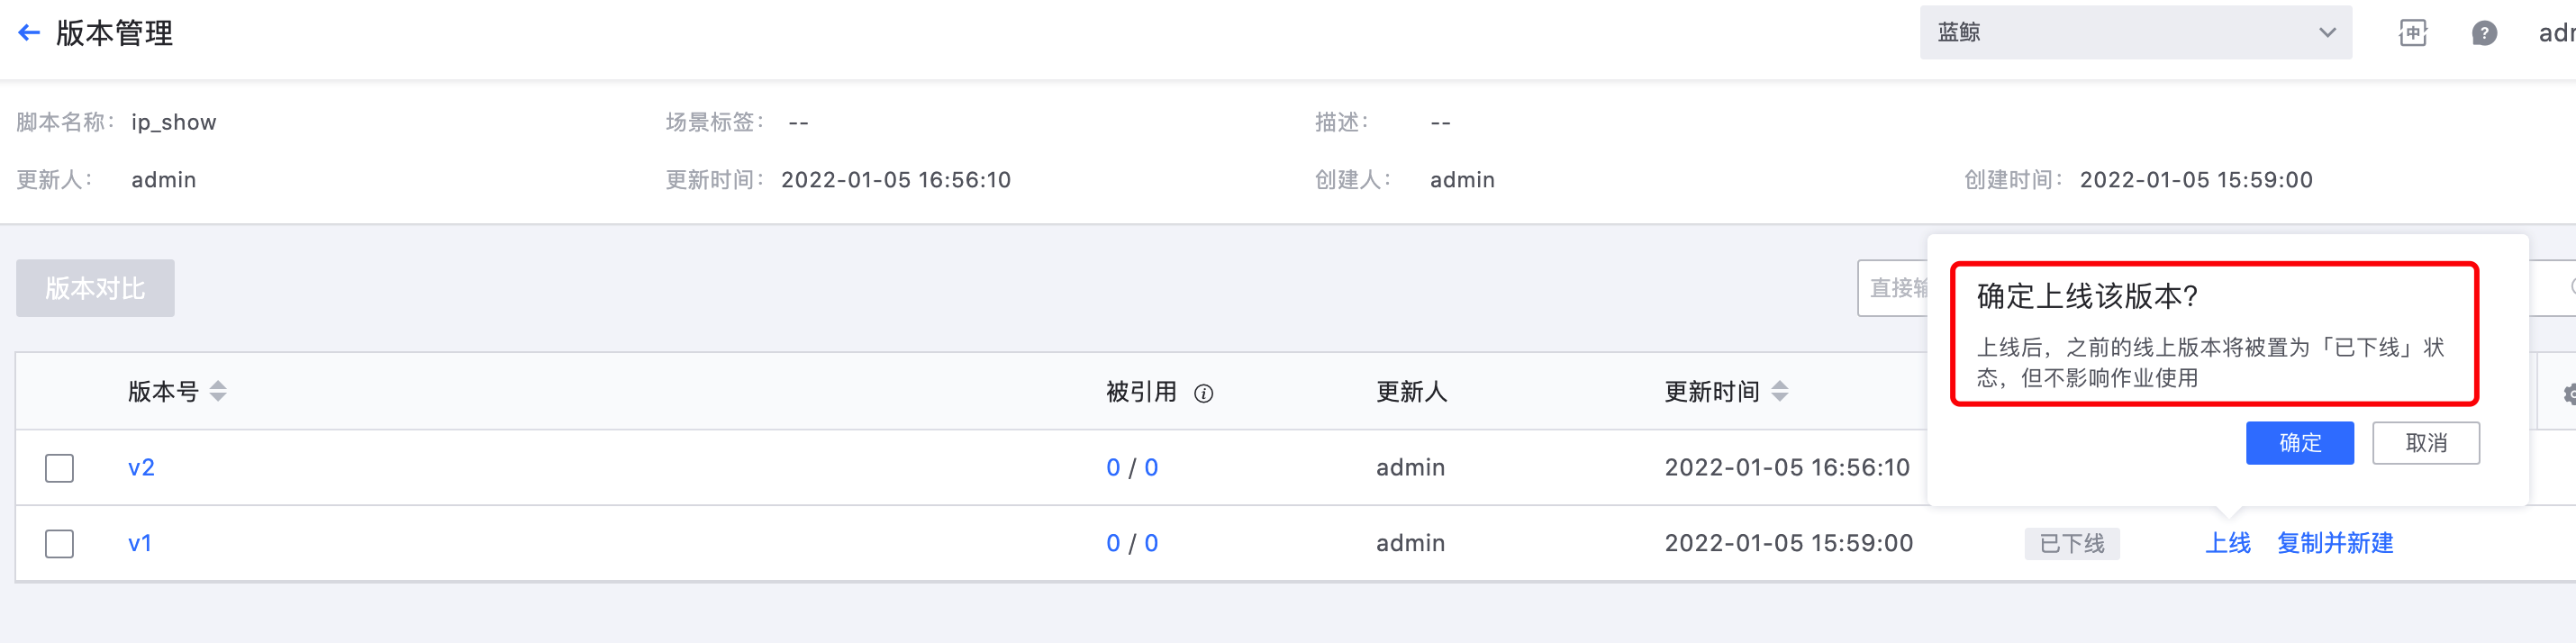 版本管理
蓝鲸
中
?
脚本名称： ip_show
场景标签： --
描述： --
更新人： admin
更新时间： 2022-01-05 16:56:10
创建人： admin
创建时间： 2022-01-05 15:59:00
版本对比
直接输
确定上线该版本?
上线后，之前的线上版本将被置为「已下线」状
态，但不影响作业使用
确定 取消
版本号 被引用 更新人 更新时间
v2 0 / 0 admin 2022-01-05 16:56:10
v1 0 / 0 admin 2022-01-05 15:59:00 已下线 上线 复制并新建